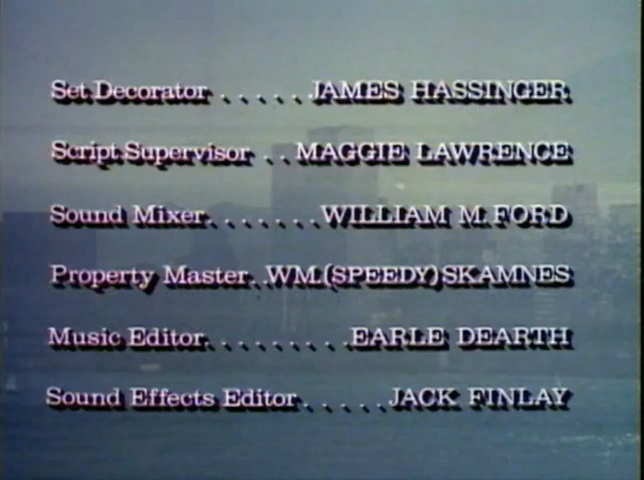 Set Decorator . . . . . . JAMES HASSINGER
Script Supervisor . . MAGGIE LAWRENCE
Sound Mixer. . . . . . . WILLIAM M. FORD
Property Master. .WM.(SPEEDY)SKAMNES
Music Editor. . . . . . . . .EARLE DEARTH
Sound Effects Editor. . . . . .JACK FINLAY